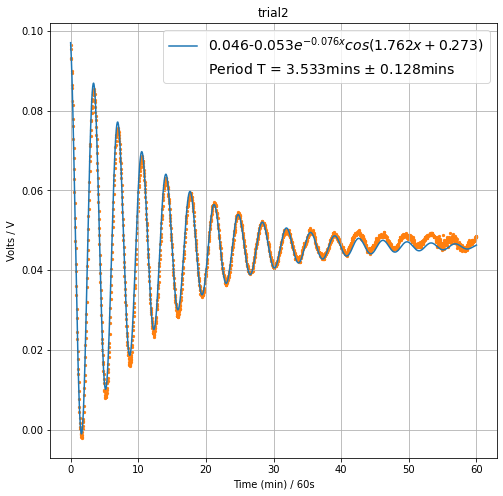 trial2
0.046-0.053e^{-0.076x}cos(1.762x + 0.273)
Period T = 3.533mins ± 0.128mins
0.10
0.08
0.06
0.04
0.02
0.00
Volts / V
0 10 20 30 40 50 60
Time (min) / 60s